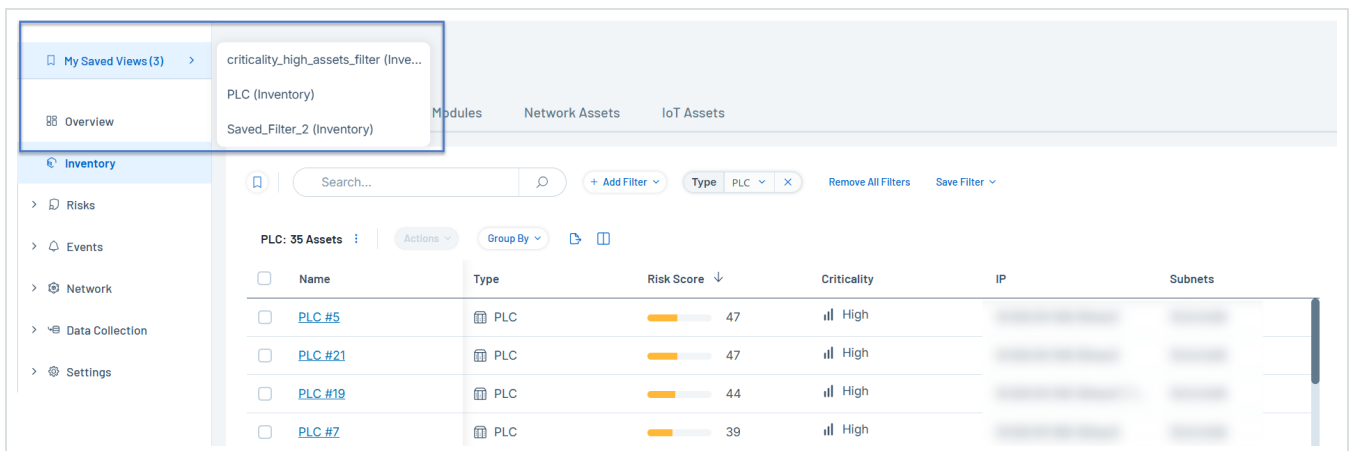 My Saved Views (3)
criticality_high_assets_filter (Inve...
PLC (Inventory)
Saved_Filter_2 (Inventory)
Overview
Inventory
Risks
Events
Network
Data Collection
Settings
Modules Network Assets IoT Assets
Search... + Add Filter Type PLC Remove All Filters Save Filter
PLC: 35 Assets Actions Group By
Name Type Risk Score Criticality IP Subnets
PLC #5 PLC 47 High
PLC #21 PLC 47 High
PLC #19 PLC 44 High
PLC #7 PLC 39 High